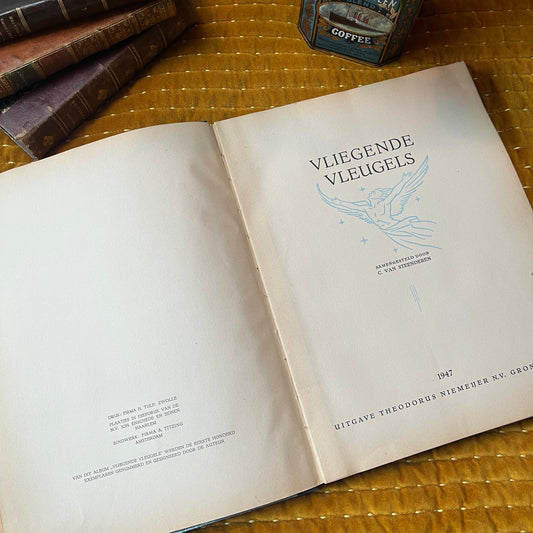 COFFEE
DRUK: FIRMA H. TULP, ZWOLLE
PLAATJES IN DIEPDRUK VAN DE
N.V. JOH. ENSCHEDÉ EN ZONEN
HAARLEM
BINDWERK: FIRMA A. TITZING
AMSTERDAM
VAN DIT ALBUM „VLIEGENDE VLEUGELS” WERDEN DE EERSTE HONDERD
EXEMPLAREN GENUMMERD EN GESIGNEERD DOOR DE AUTEUR
VLIEGENDE
VLEUGELS
SAMENGESTELD DOOR
C. VAN STEENDEREN
1947
UITGAVE THEODORUS NIEMEIJER N.V. GRON